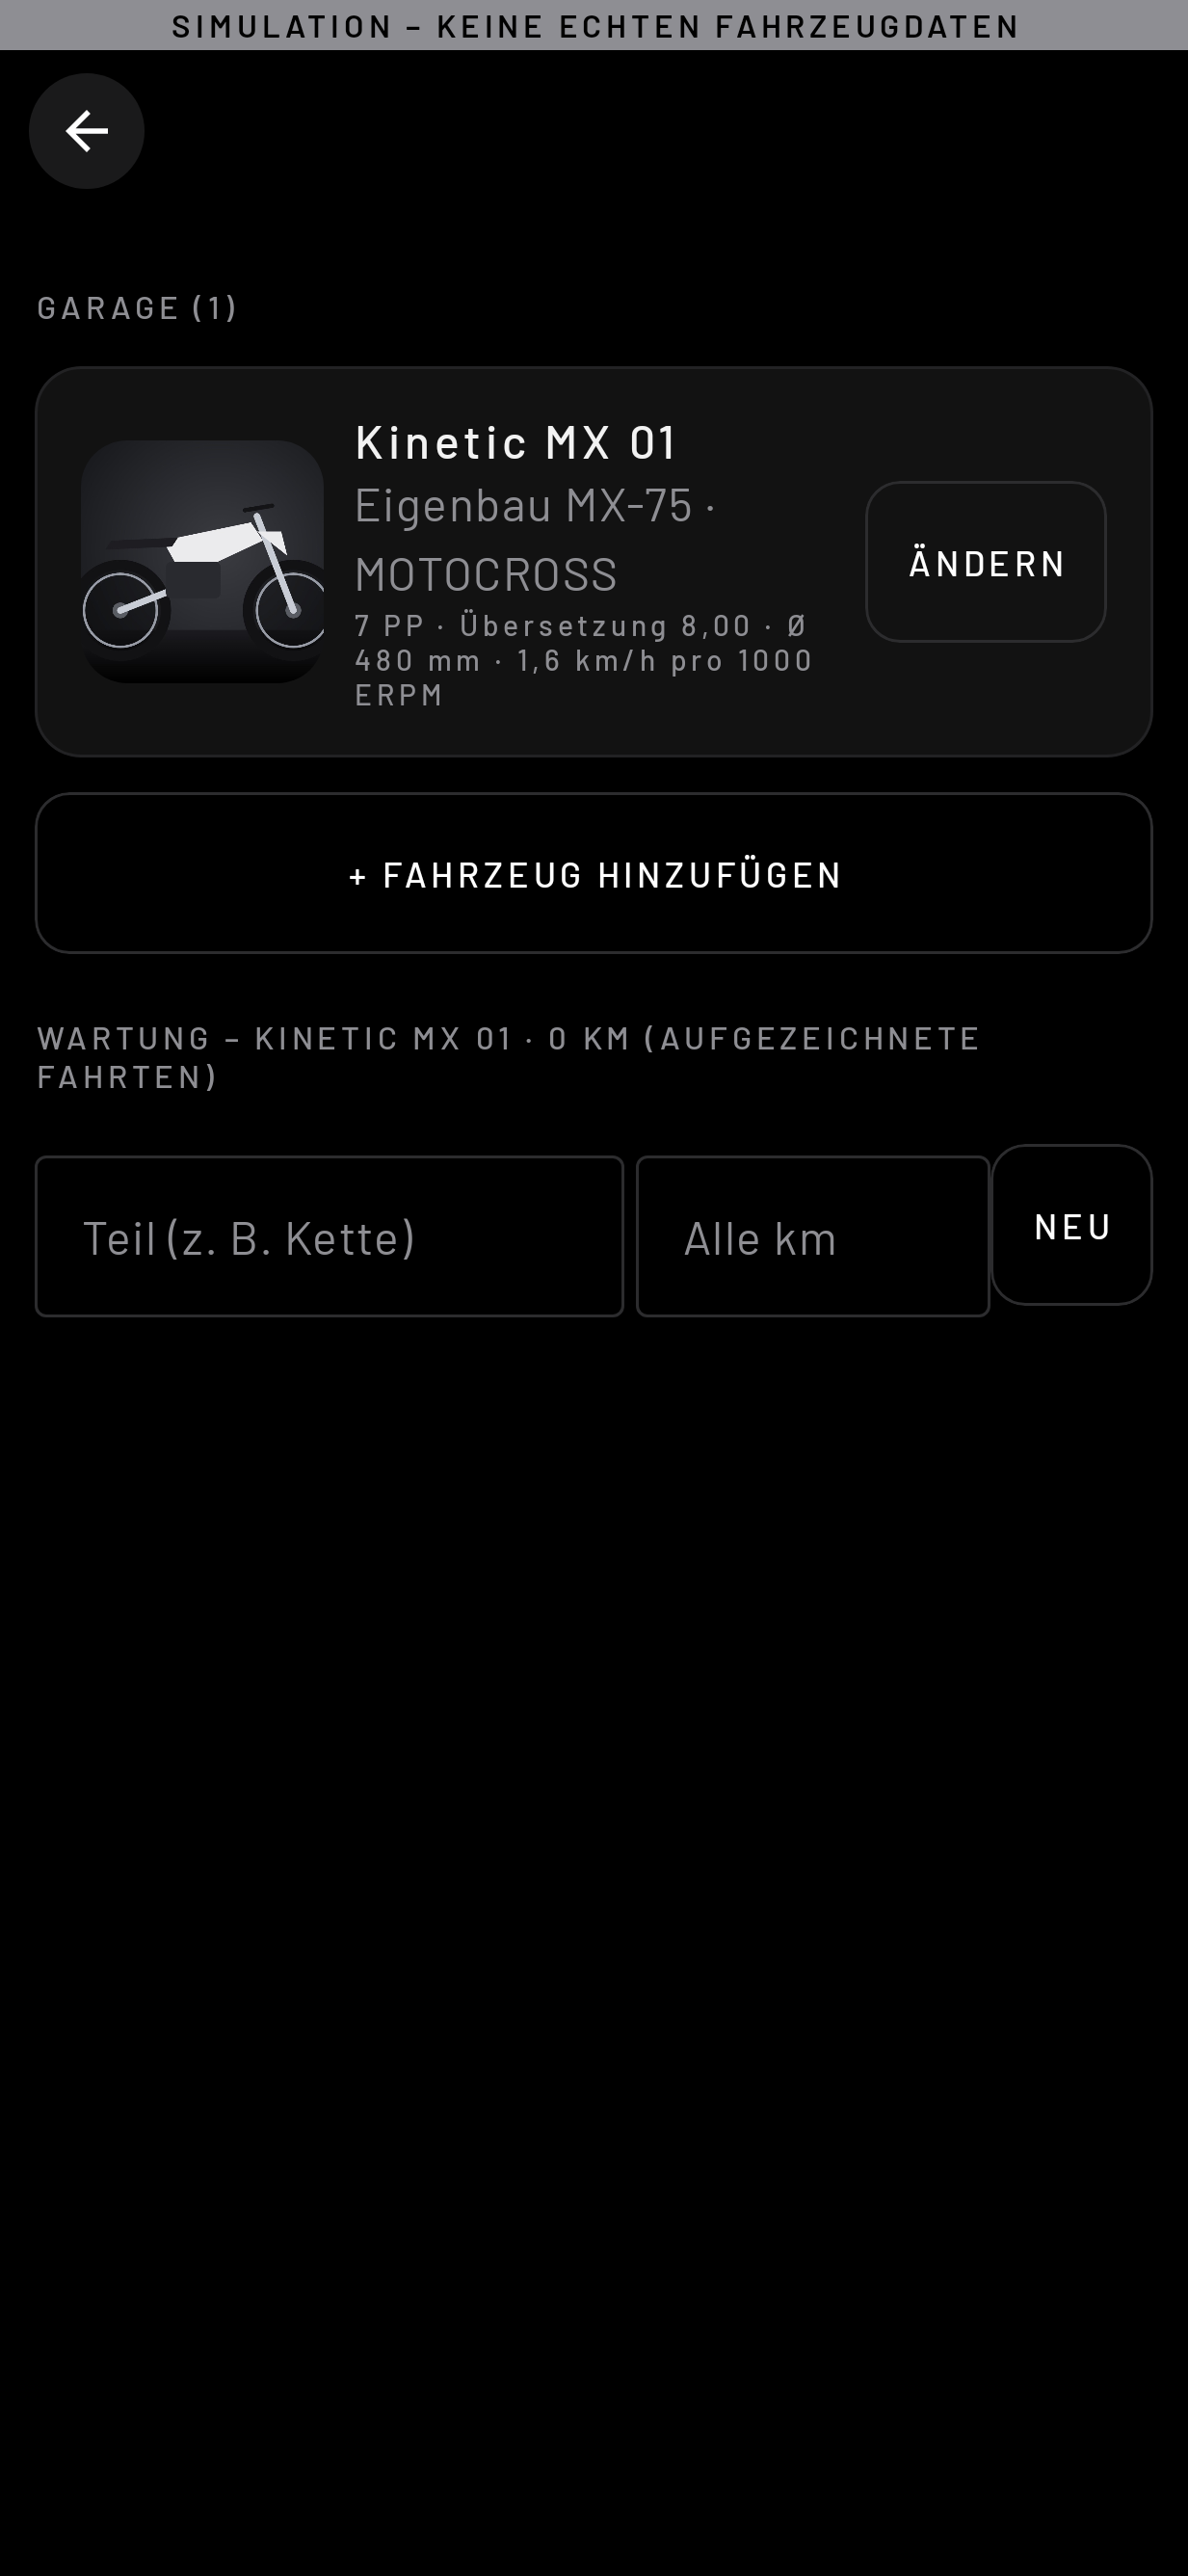 SIMULATION – KEINE ECHTEN FAHRZEUGDATEN
GARAGE (1)
Kinetic MX 01
Eigenbau MX-75 ·
MOTOCROSS
7 PP · Übersetzung 8,00 · Ø
480 mm · 1,6 km/h pro 1000
ERPM
ÄNDERN
+ FAHRZEUG HINZUFÜGEN
WARTUNG – KINETIC MX 01 · 0 KM (AUFGEZEICHNETE
FAHRTEN)
Teil (z. B. Kette)
Alle km
NEU